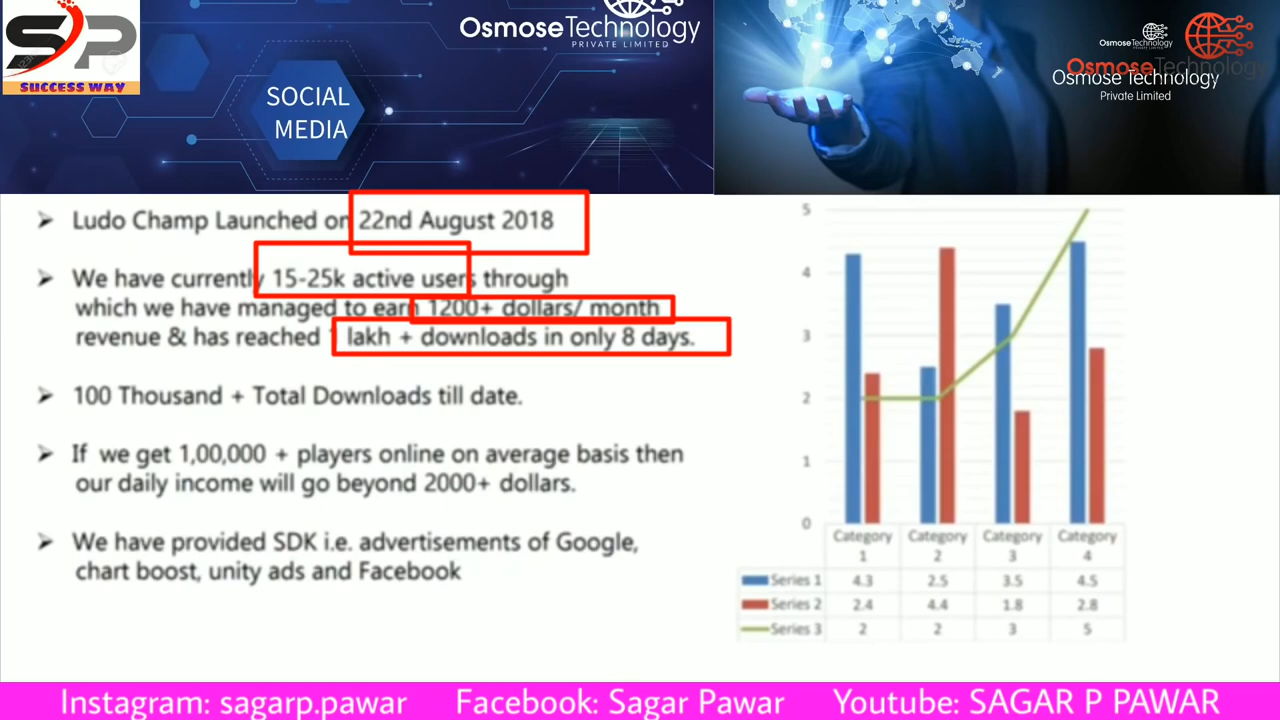 SP
SUCCESS WAY
SOCIAL
MEDIA
Osmose Technology
PRIVATE LIMITED
Osmose Technology
PRIVATE LIMITED
Osmose Technology
Osmose Technology
Private Limited
Ludo Champ Launched on 22nd August 2018
We have currently 15-25k active users through
which we have managed to earn 1200+ dollars/ month
revenue & has reached lakh + downloads in only 8 days.
100 Thousand + Total Downloads till date.
If we get 1,00,000 + players online on average basis then
our daily income will go beyond 2000+ dollars.
We have provided SDK i.e. advertisements of Google,
chart boost, unity ads and Facebook
5
4
3
2
1
0
Category 1 Category 2 Category 3 Category 4
Series 1 4.3 2.5 3.5 4.5
Series 2 2.4 4.4 1.8 2.8
Series 3 2 2 3 5
Instagram: sagarp.pawar Facebook: Sagar Pawar Youtube: SAGAR P PAWAR